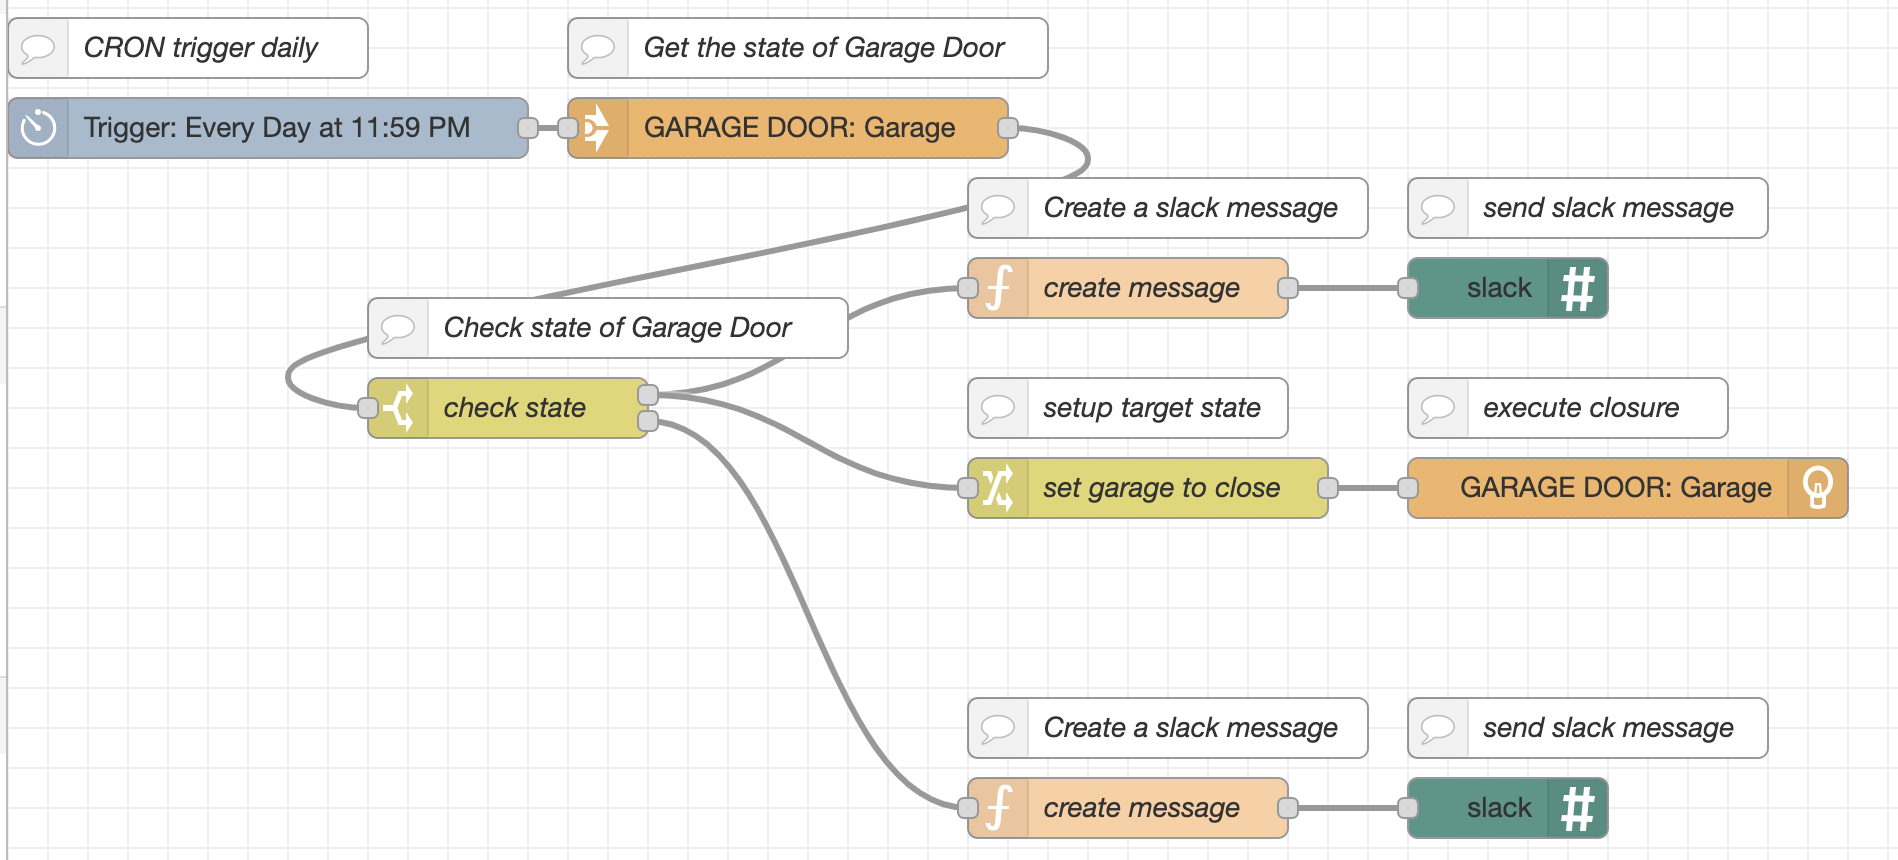 CRON trigger daily
Get the state of Garage Door
Trigger: Every Day at 11:59 PM
GARAGE DOOR: Garage
Create a slack message
send slack message
create message
slack
Check state of Garage Door
check state
setup target state
execute closure
set garage to close
GARAGE DOOR: Garage
Create a slack message
send slack message
create message
slack